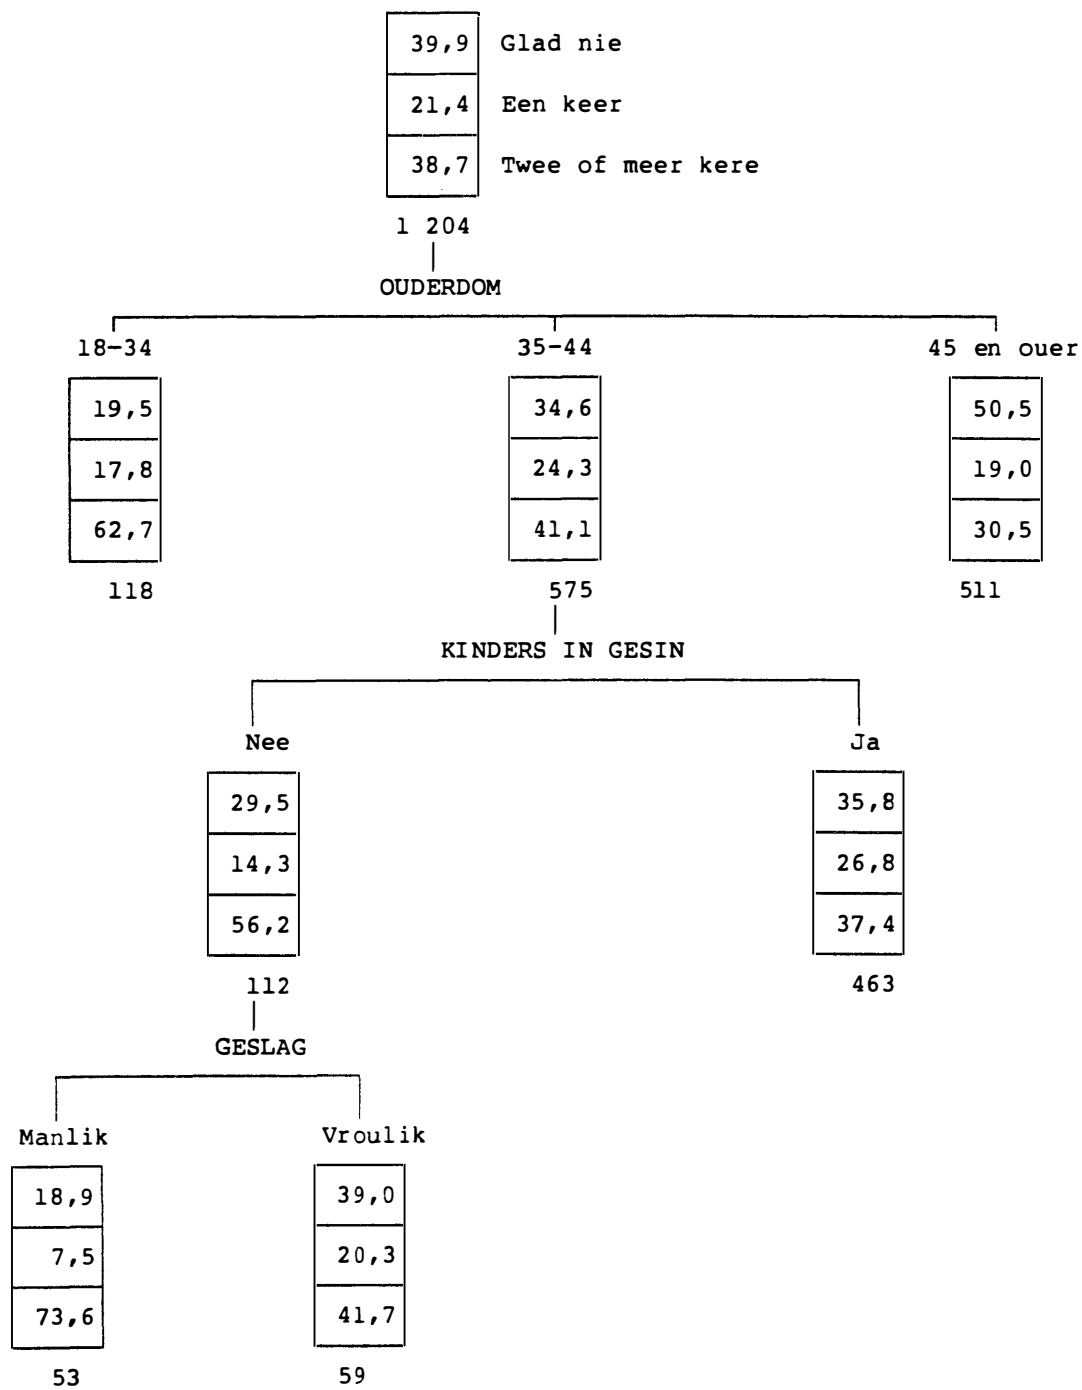 39,9 Glad nie
21,4 Een keer
38,7 Twee of meer kere
1 204
OUDERDOM
18-34 35-44 45 en ouer
19,5 34,6 50,5
17,8 24,3 19,0
62,7 41,1 30,5
118 575 511
KINDERS IN GESIN
Nee Ja
29,5 35,8
14,3 26,8
56,2 37,4
112 463
GESLAG
Manlik Vroulik
18,9 39,0
7,5 20,3
73,6 41,7
53 59